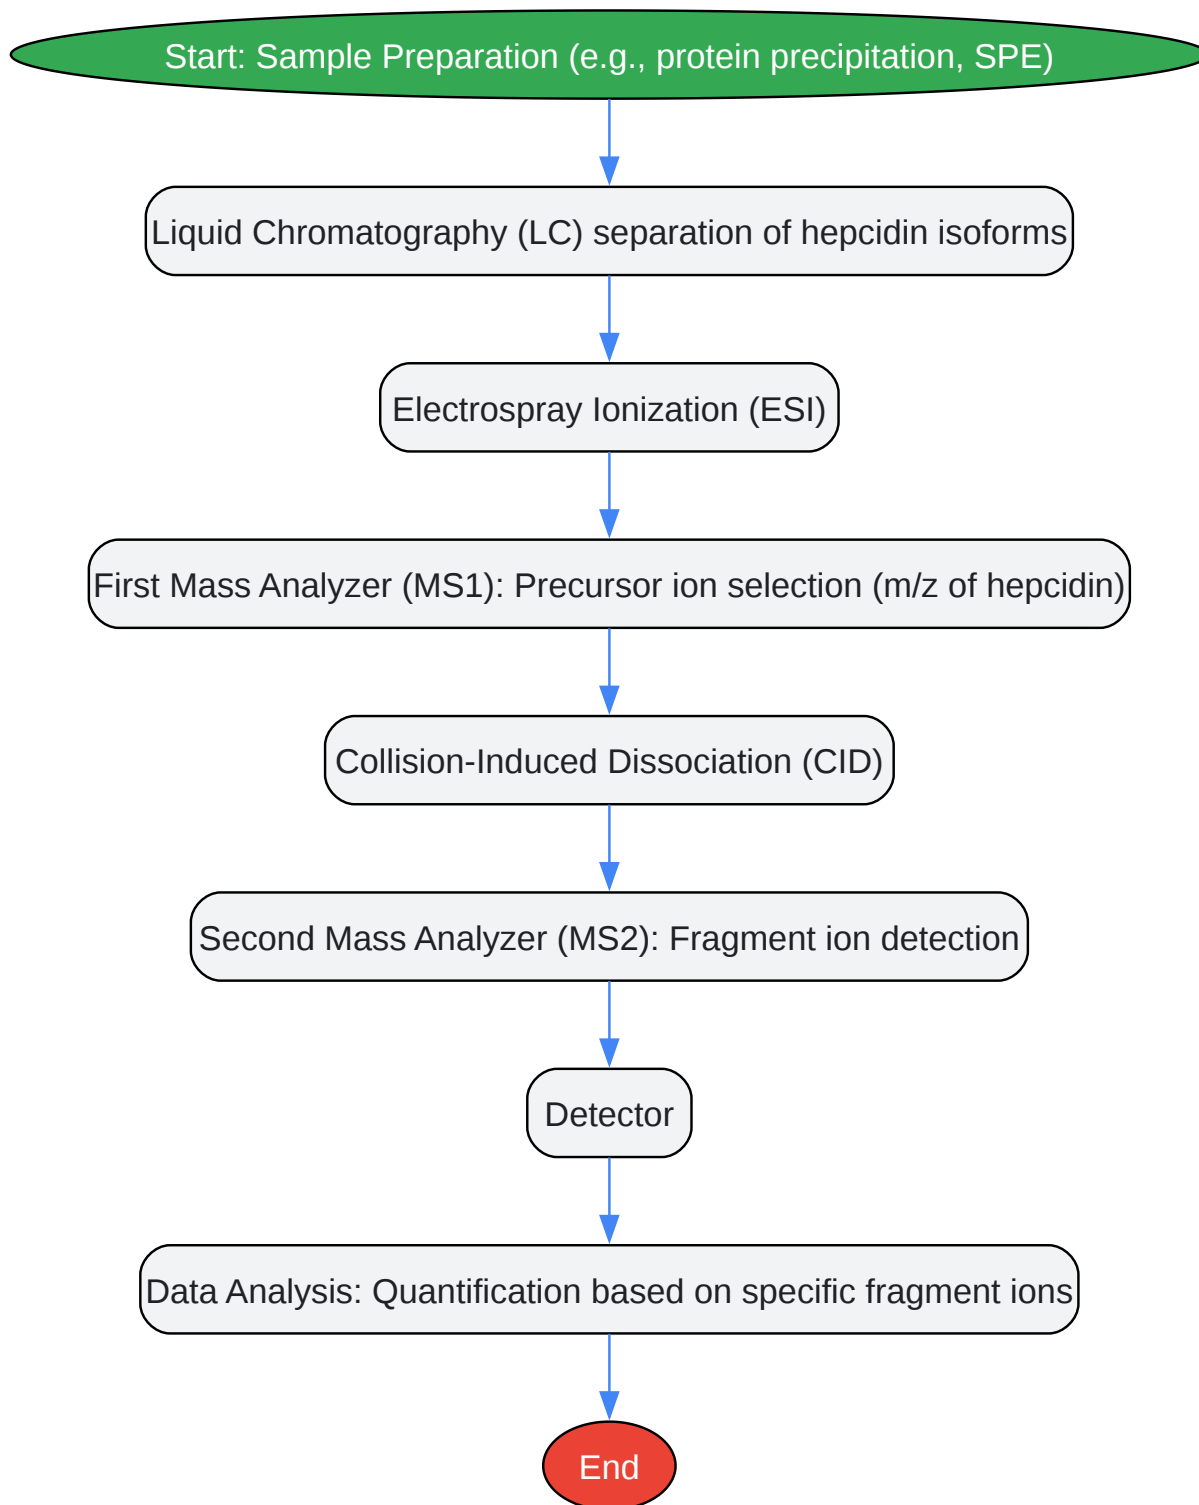 Start: Sample Preparation (e.g., protein precipitation, SPE)
Liquid Chromatography (LC) separation of hepcidin isoforms
Electrospray Ionization (ESI)
First Mass Analyzer (MS1): Precursor ion selection (m/z of hepcidin)
Collision-Induced Dissociation (CID)
Second Mass Analyzer (MS2): Fragment ion detection
Detector
Data Analysis: Quantification based on specific fragment ions
End